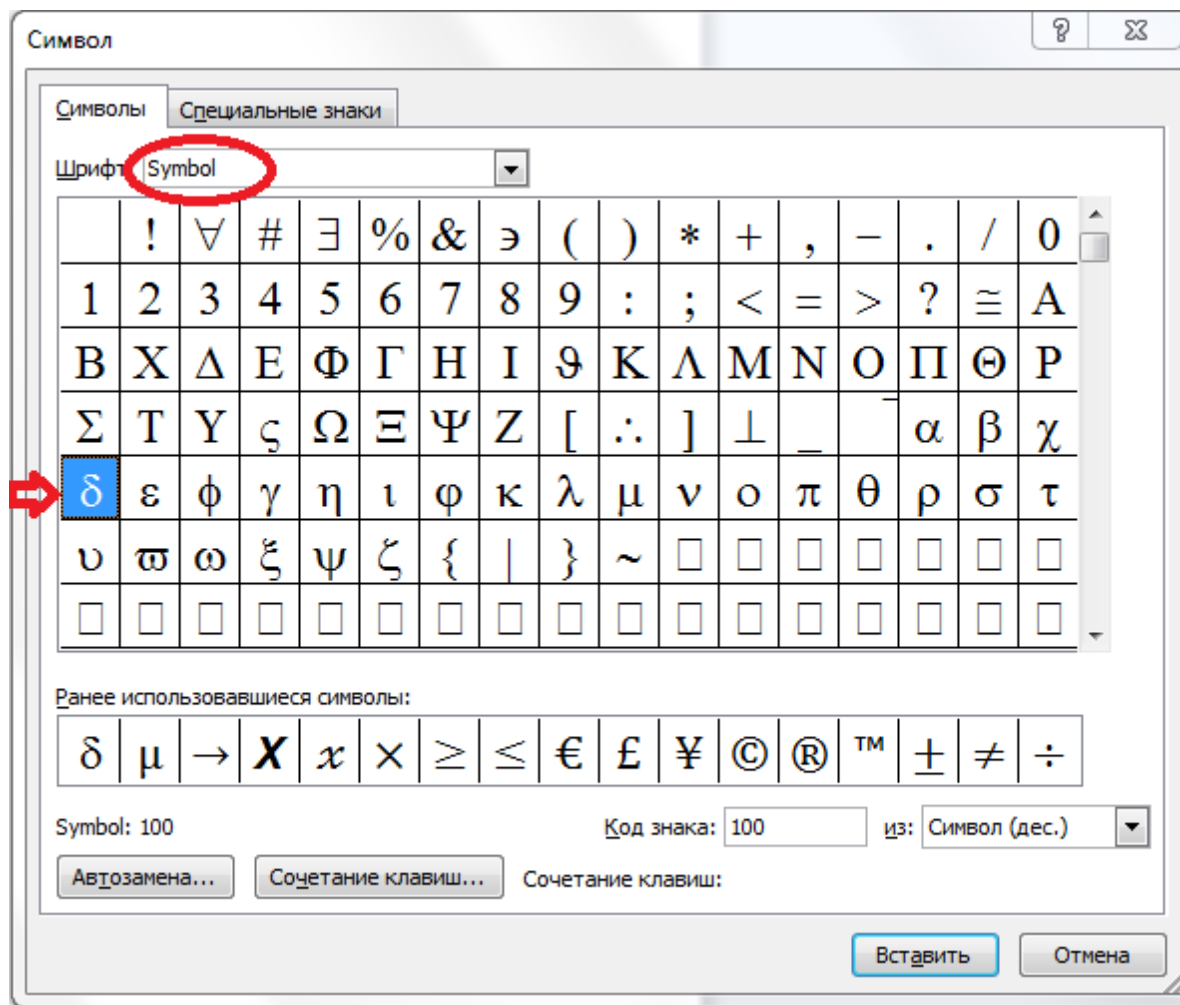 Символ
Символы Специальные знаки
Шрифт Symbol
! ∀ # ∃ % & ∍ ( ) ∗ + , − . / 0
1 2 3 4 5 6 7 8 9 : ; < = > ? ≅ Α
Β Χ Δ Ε Φ Γ Η Ι ϑ Κ Λ Μ Ν Ο Π Θ Ρ
Σ Τ Υ ς Ω Ξ Ψ Ζ [ ∴ ] ⊥ _ ‾ α β χ
δ ε ϕ γ η ι φ κ λ μ ν ο π θ ρ σ τ
υ ϖ ω ξ ψ ζ { | } ~ □ □ □ □ □ □ □
□ □ □ □ □ □ □ □ □ □ □ □ □ □ □ □ □
Ранее использовавшиеся символы:
δ μ → X x × ≥ ≤ € £ ¥ © ® ™ ± ≠ ÷
Symbol: 100 Код знака: 100 из: Символ (дес.)
Автозамена... Сочетание клавиш... Сочетание клавиш:
Вставить Отмена